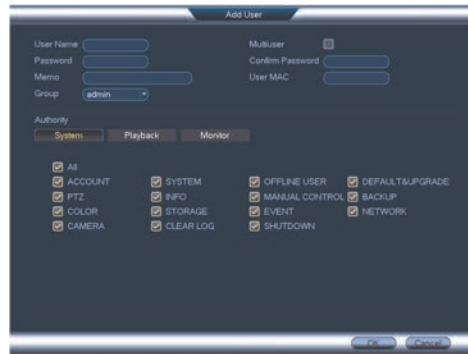 Add User
User Name Multiuser
Password Confirm Password
Memo User MAC
Group admin
Authority
System Playback Monitor
All
ACCOUNT SYSTEM OFFLINE USER DEFAULT&UPGRADE
PTZ INFO MANUAL CONTROL BACKUP
COLOR STORAGE EVENT NETWORK
CAMERA CLEAR LOG SHUTDOWN
OK Cancel